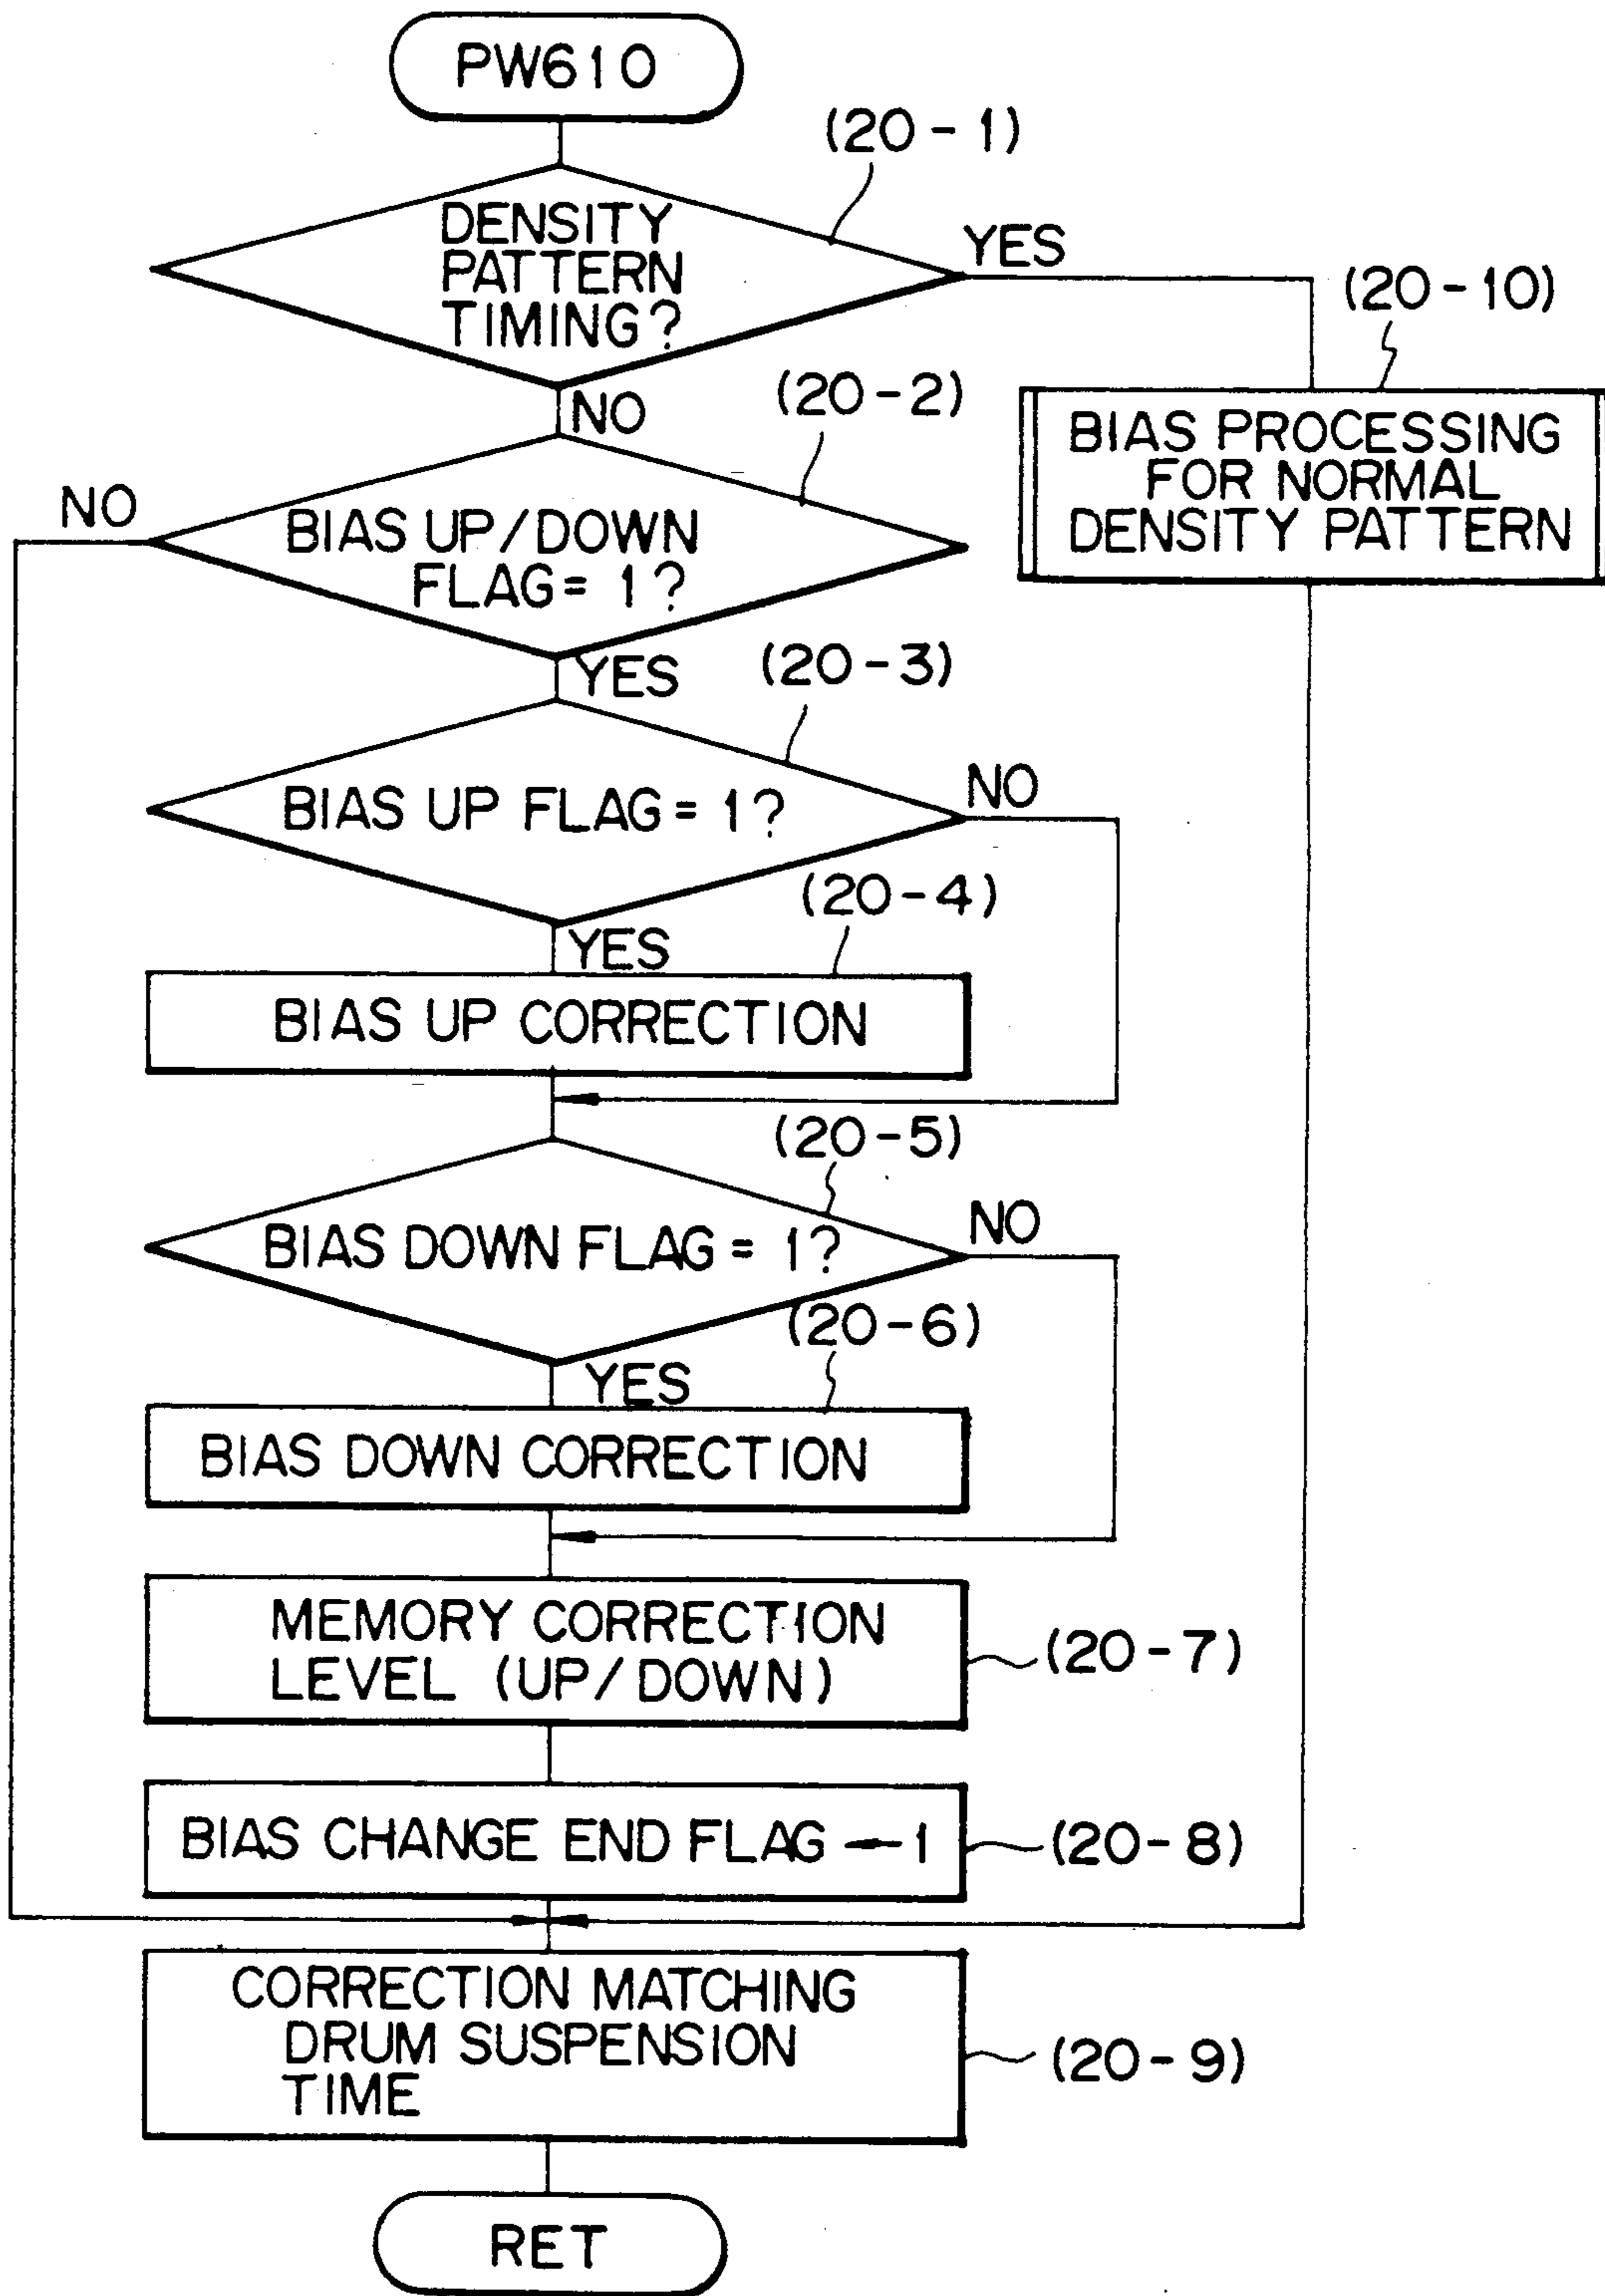 PW610
(20-1)
DENSITY
PATTERN
TIMING?
YES
(20-10)
NO
(20-2)
BIAS PROCESSING
FOR NORMAL
DENSITY PATTERN
NO
BIAS UP/DOWN
FLAG= 1?
YES
(20-3)
BIAS UP FLAG= 1?
NO
(20-4)
YES
BIAS UP CORRECTION
(20-5)
BIAS DOWN FLAG= 1?
NO
(20-6)
YES
BIAS DOWN CORRECTION
MEMORY CORRECTION
LEVEL (UP/DOWN)
(20-7)
BIAS CHANGE END FLAG ← 1
(20-8)
CORRECTION MATCHING
DRUM SUSPENSION
TIME
(20-9)
RET